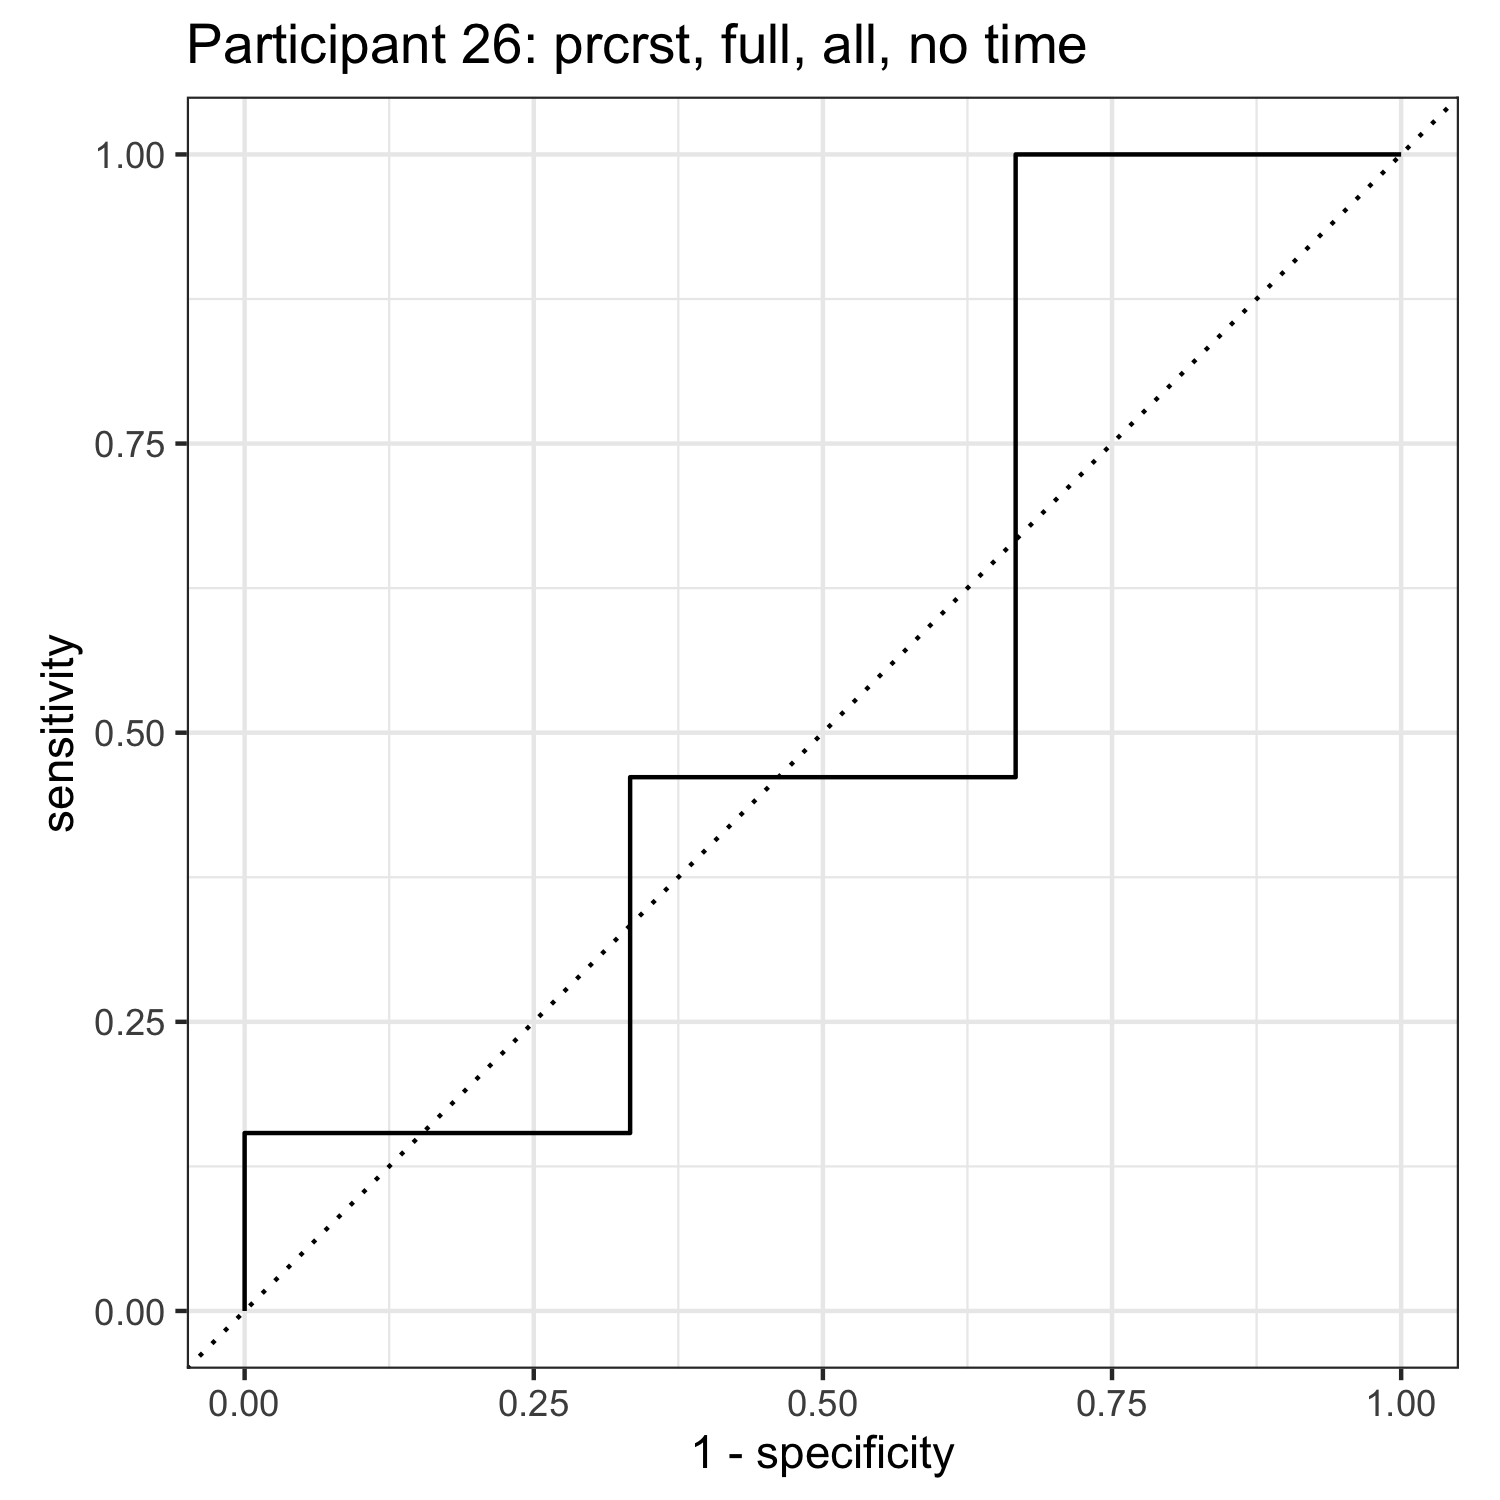 Participant 26: prcrst, full, all, no time
1.00
0.75
0.50
0.25
0.00
sensitivity
0.00 0.25 0.50 0.75 1.00
1 - specificity